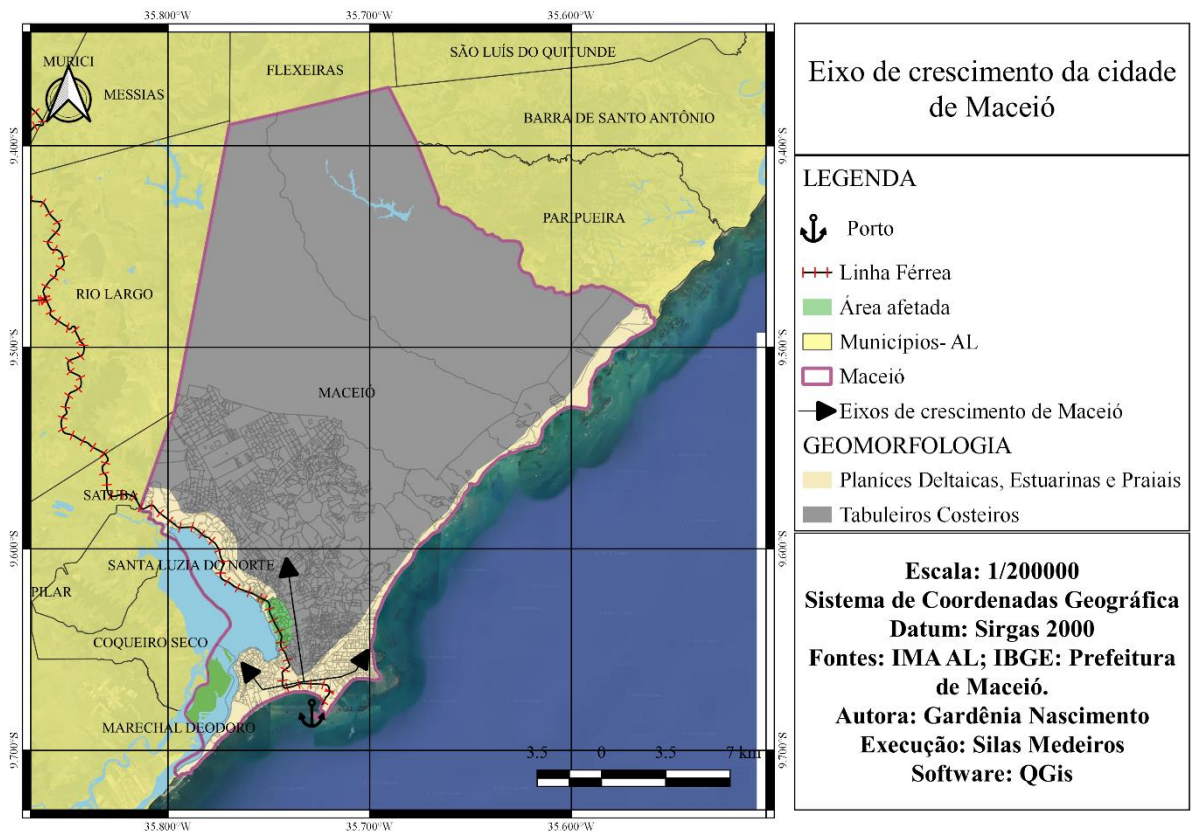 35.800°W
35.700°W
35.600°W
SÃO LUÍS DO QUITUNDE
MURICI
FLEXEIRAS
MESSIAS
BARRA DE SANTO ANTÔNIO
9.400°S
9.400°S
PARIPUEIRA
RIO LARGO
9.500°S
9.500°S
MACEIÓ
SATUBA
9.600°S
9.600°S
SANTA LUZIA DO NORTE
PILAR
COQUEIRO SECO
MARECHAL DEODORO
9.700°S
9.700°S
3.5 0 3.5 7 km
35.800°W
35.700°W
35.600°W
Eixo de crescimento da cidade
de Maceió
LEGENDA
Porto
Linha Férrea
Área afetada
Municípios- AL
Maceió
Eixos de crescimento de Maceió
GEOMORFOLOGIA
Planíces Deltaicas, Estuarinas e Praiais
Tabuleiros Costeiros
Escala: 1/200000
Sistema de Coordenadas Geográfica
Datum: Sirgas 2000
Fontes: IMA AL; IBGE: Prefeitura
de Maceió.
Autora: Gardênia Nascimento
Execução: Silas Medeiros
Software: QGis